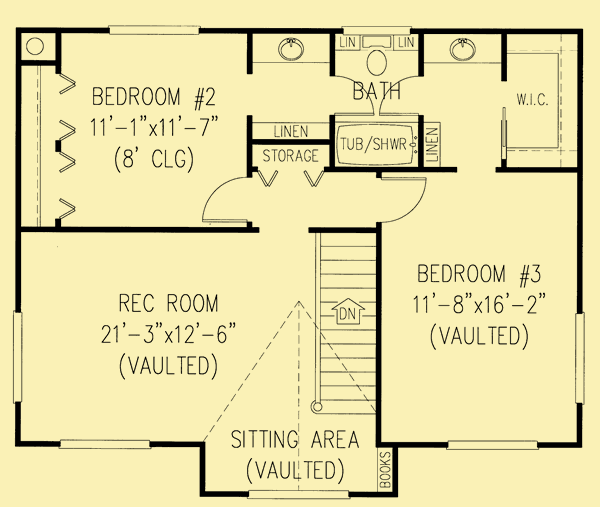 LIN
LIN
BATH
BEDROOM #2
11'-1"x11'-7"
(8' CLG)
LINEN
STORAGE
TUB/SHWR
LINEN
W.I.C.
REC ROOM
21'-3"x12'-6"
(VAULTED)
DN
BEDROOM #3
11'-8"x16'-2"
(VAULTED)
SITTING AREA
(VAULTED)
BOOKS